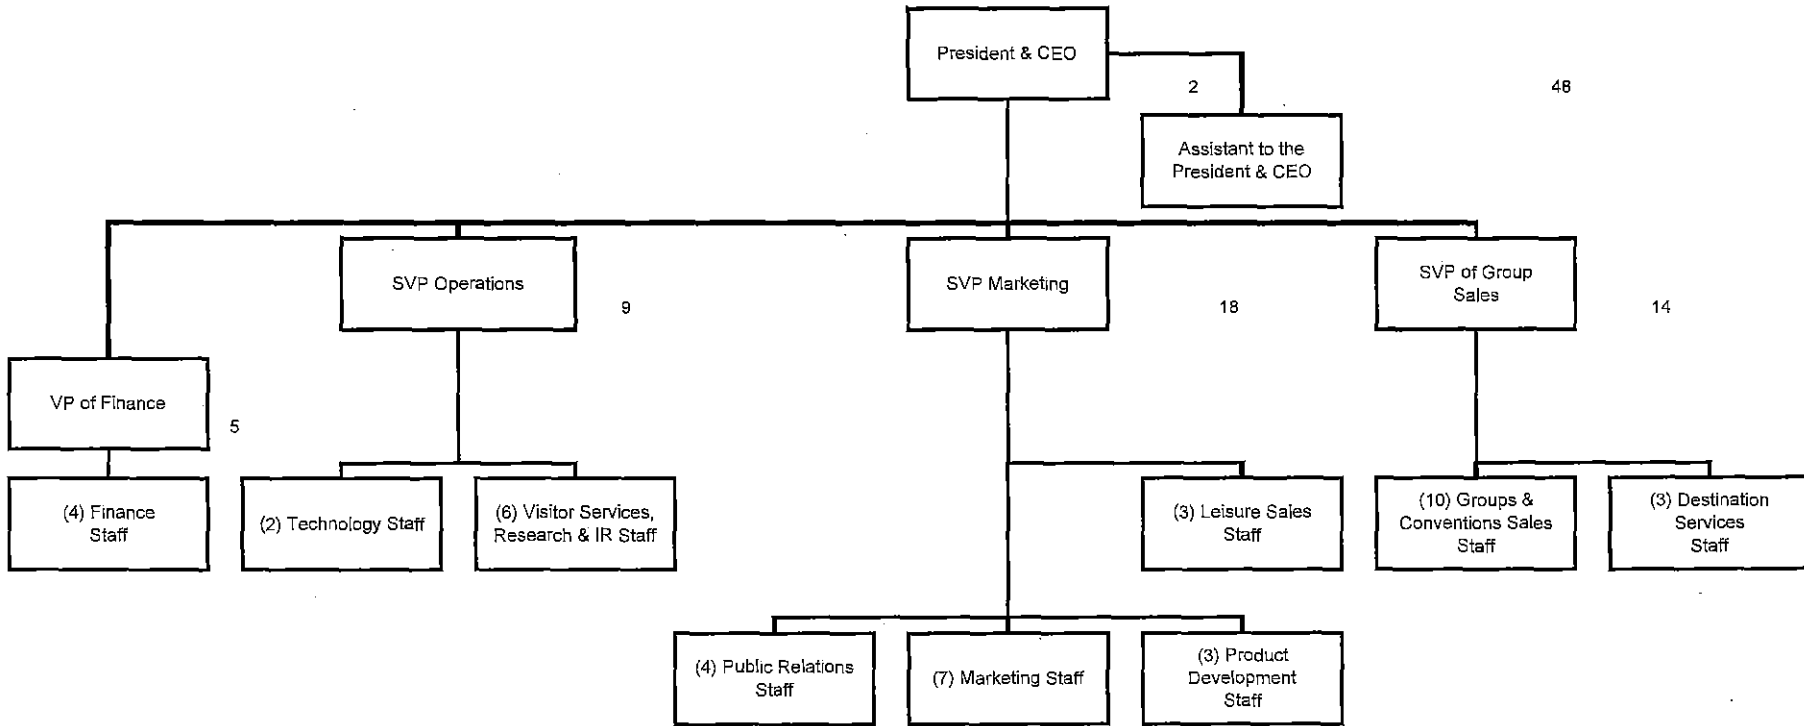 President & CEO
2
48
Assistant to the
President & CEO
SVP Operations
SVP Marketing
SVP of Group
Sales
9
18
14
VP of Finance
5
(4) Finance
Staff
(2) Technology Staff
(6) Visitor Services,
Research & IR Staff
(3) Leisure Sales
Staff
(10) Groups &
Conventions Sales
Staff
(3) Destination
Services
Staff
(4) Public Relations
Staff
(7) Marketing Staff
(3) Product
Development
Staff